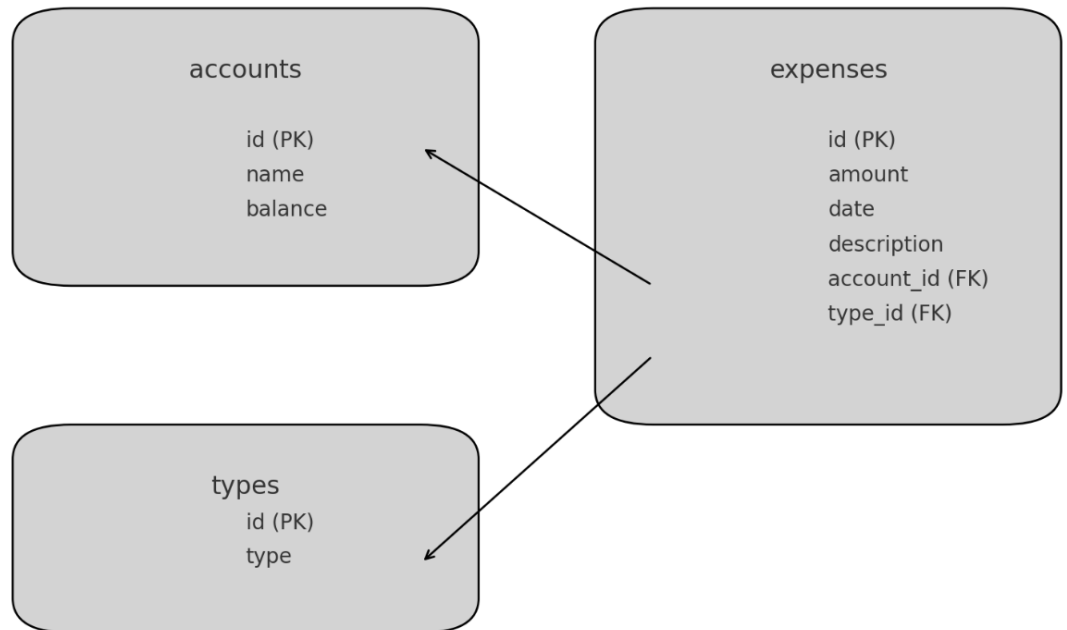 accounts
id (PK)
name
balance
expenses
id (PK)
amount
date
description
account_id (FK)
type_id (FK)
types
id (PK)
type